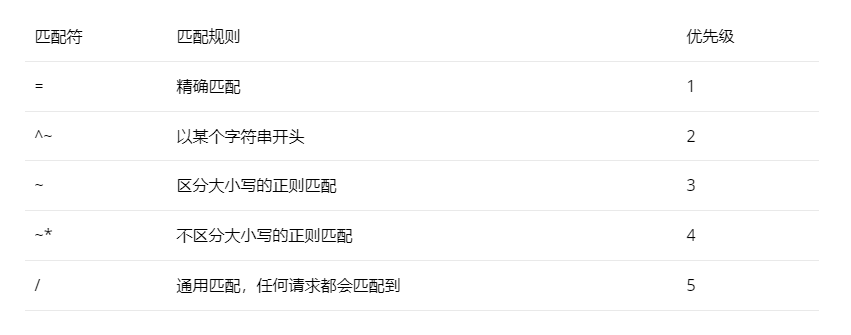 匹配符 匹配规则 优先级
= 精确匹配 1
^~ 以某个字符串开头 2
~ 区分大小写的正则匹配 3
~* 不区分大小写的正则匹配 4
/ 通用匹配，任何请求都会匹配到 5